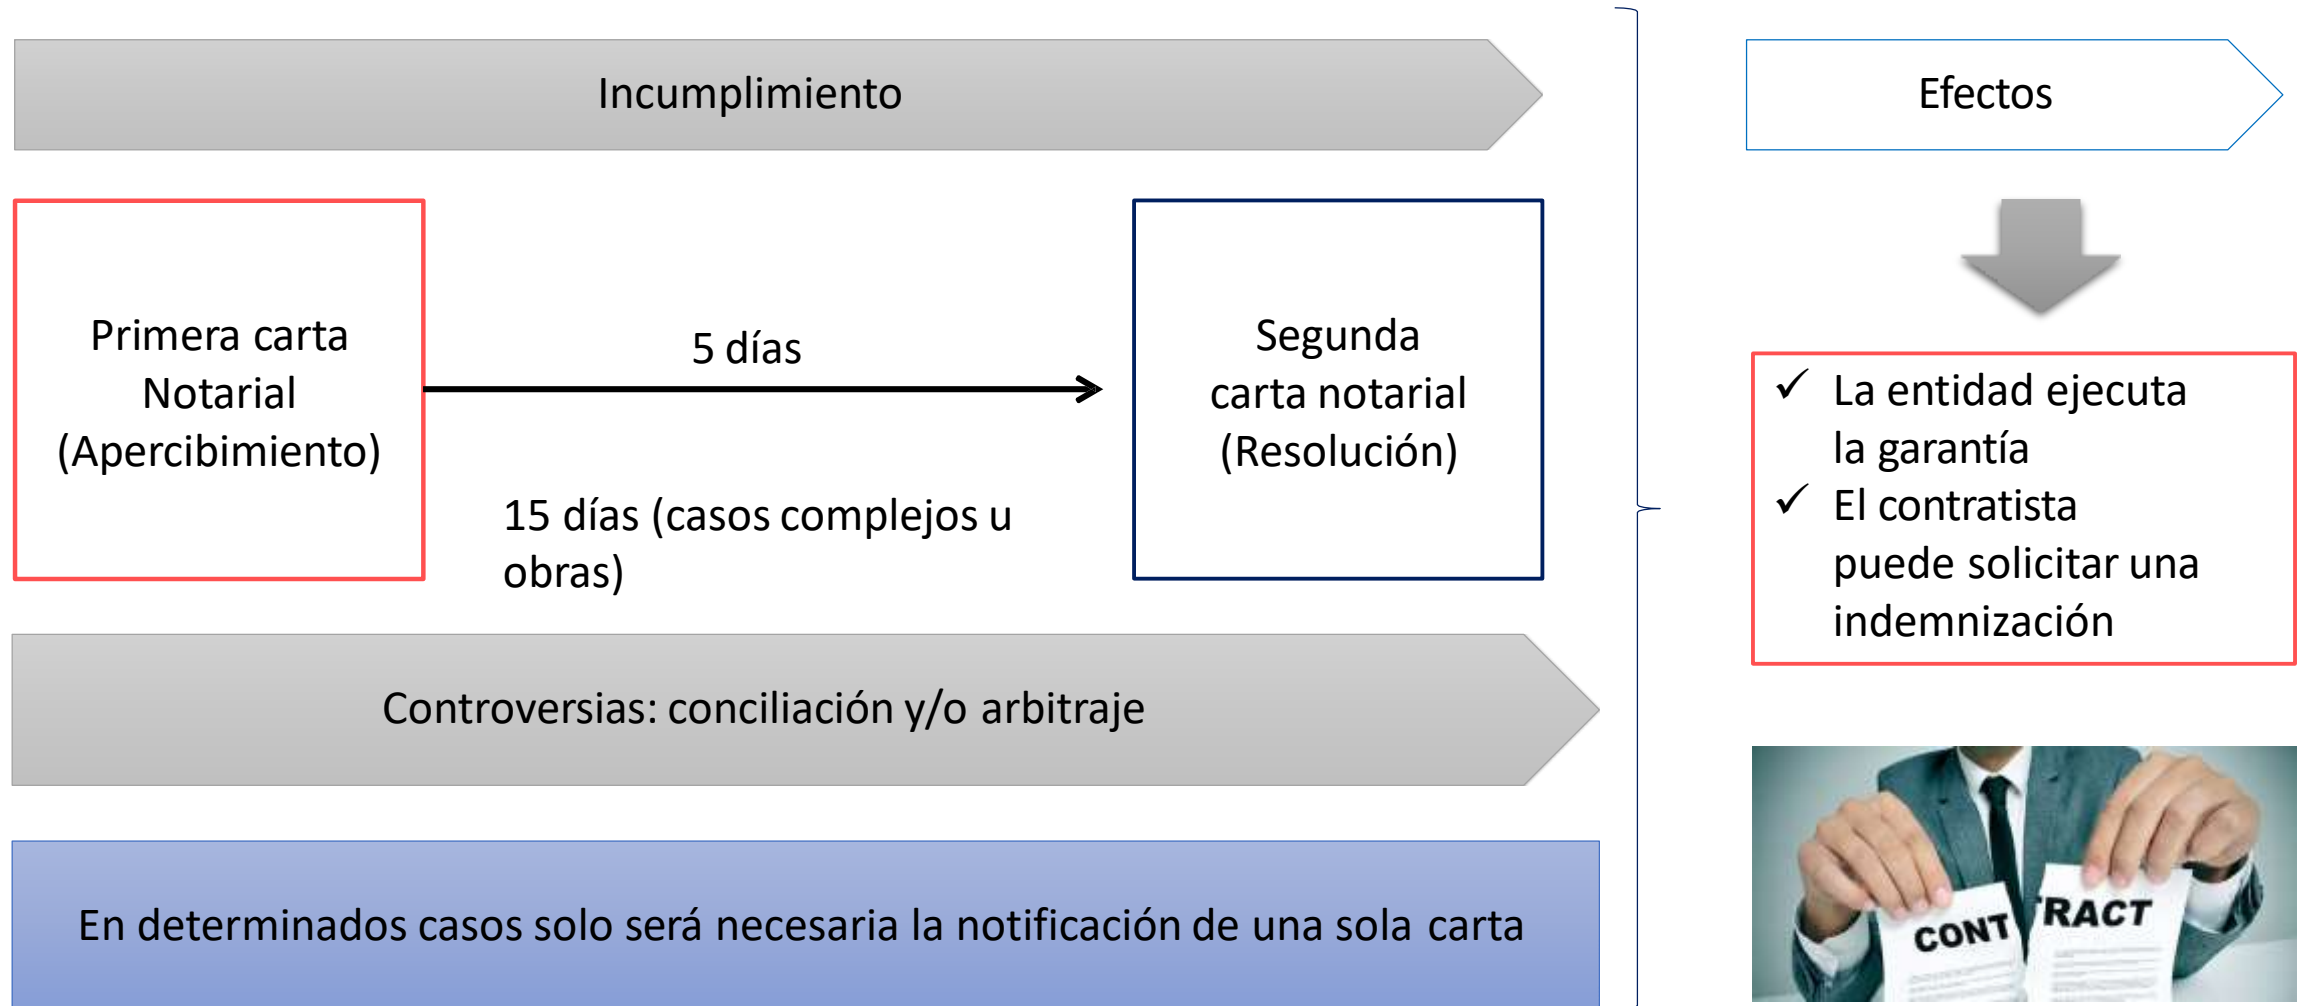 Incumplimiento
Efectos
Primera carta
Notarial
(Apercibimiento)
5 días
15 días (casos complejos u
obras)
Segunda
carta notarial
(Resolución)
✓ La entidad ejecuta
la garantía
✓ El contratista
puede solicitar una
indemnización
Controversias: conciliación y/o arbitraje
En determinados casos solo será necesaria la notificación de una sola carta
CONT RACT